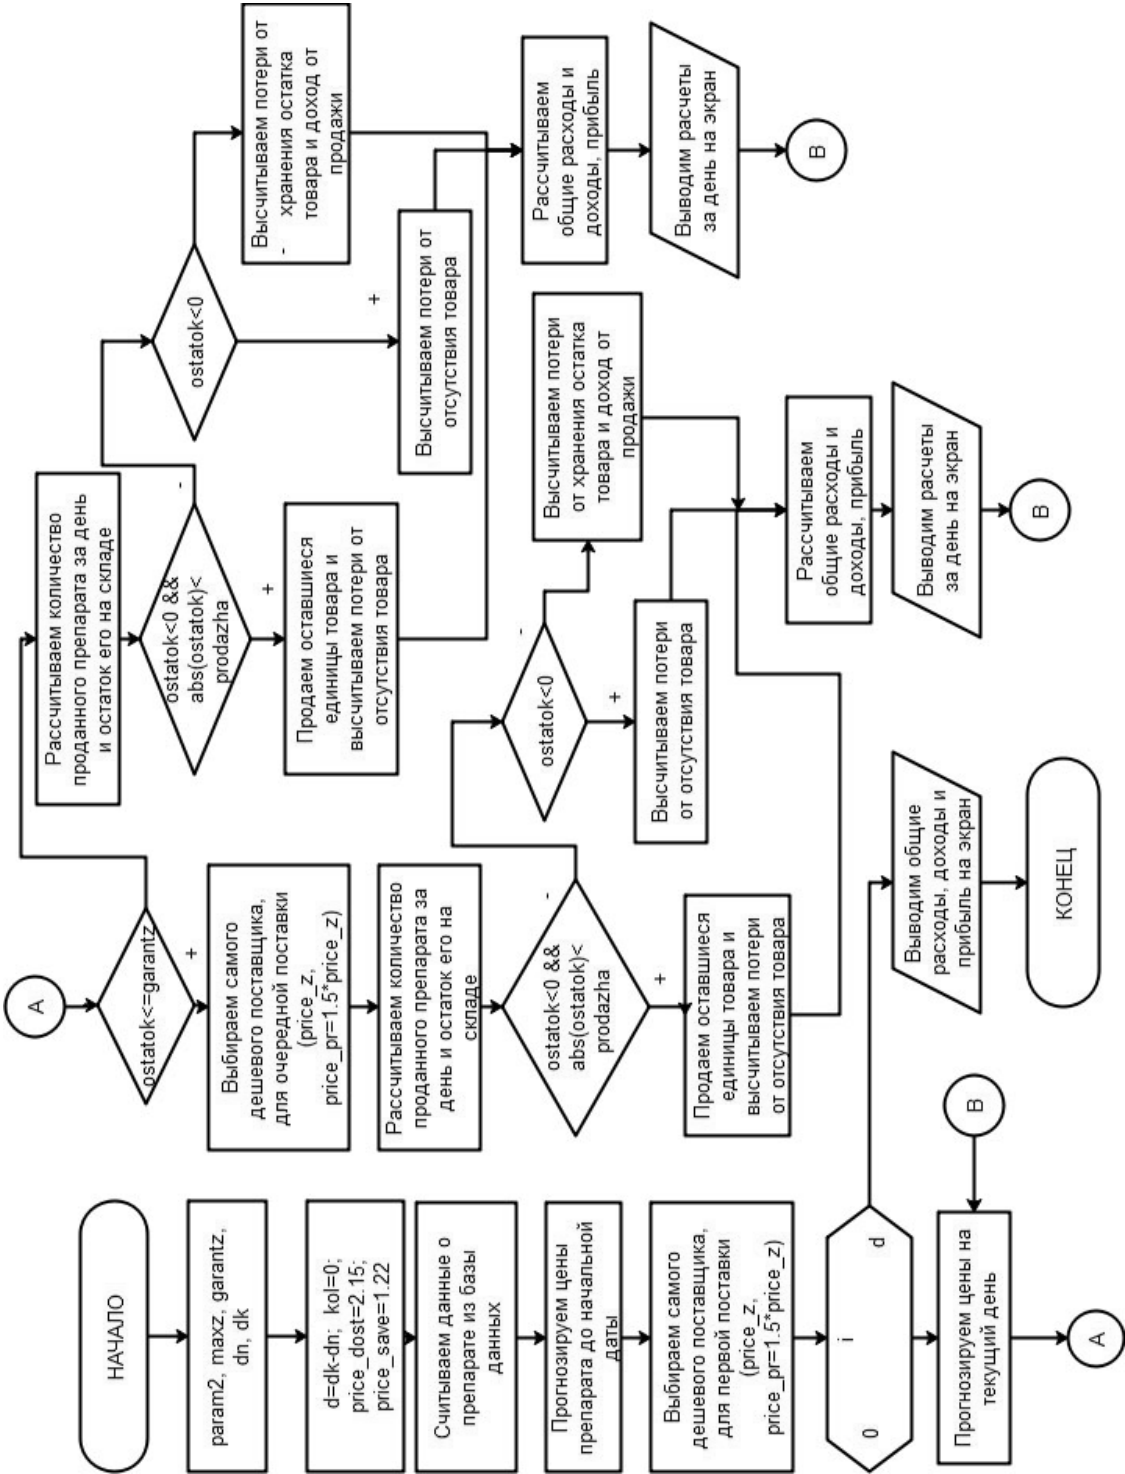 НАЧАЛО
param2, maxz, garantz,
dn, dk
d=dk-dn; kol=0;
price_dost=2.15;
price_save=1.22
Считываем данные о
препарате из базы
данных
Прогнозируем цены
препарата до начальной
даты
Выбираем самого
дешевого поставщика,
для первой поставки
(price_z,
price_pr=1.5*price_z)
0
i
d
Прогнозируем цены на
текущий день
A
B
Выводим общие
расходы, доходы и
прибыль на экран
КОНЕЦ
A
ostatok<=garantz
+
Выбираем самого
дешевого поставщика,
для очередной поставки
(price_z,
price_pr=1.5*price_z)
Рассчитываем количество
проданного препарата за
день и остаток его на
складе
ostatok<0 &&
abs(ostatok)<
prodazha
-
+
Продаем оставшиеся
единицы товара и
высчитываем потери
от отсутствия товара
ostatok<0
-
+
Высчитываем потери
от отсутствия товара
Высчитываем потери
от хранения остатка
товара и доход от
продажи
Рассчитываем
общие расходы и
доходы, прибыль
Выводим расчеты
за день на экран
B
Рассчитываем количество
проданного препарата за день
и остаток его на складе
ostatok<0 &&
abs(ostatok)<
prodazha
-
+
Продаем оставшиеся
единицы товара и
высчитываем потери от
отсутствия товара
ostatok<0
-
+
Высчитываем потери от
отсутствия товара
Высчитываем потери от
хранения остатка
товара и доход от
продажи
Рассчитываем
общие расходы и
доходы, прибыль
Выводим расчеты
за день на экран
B